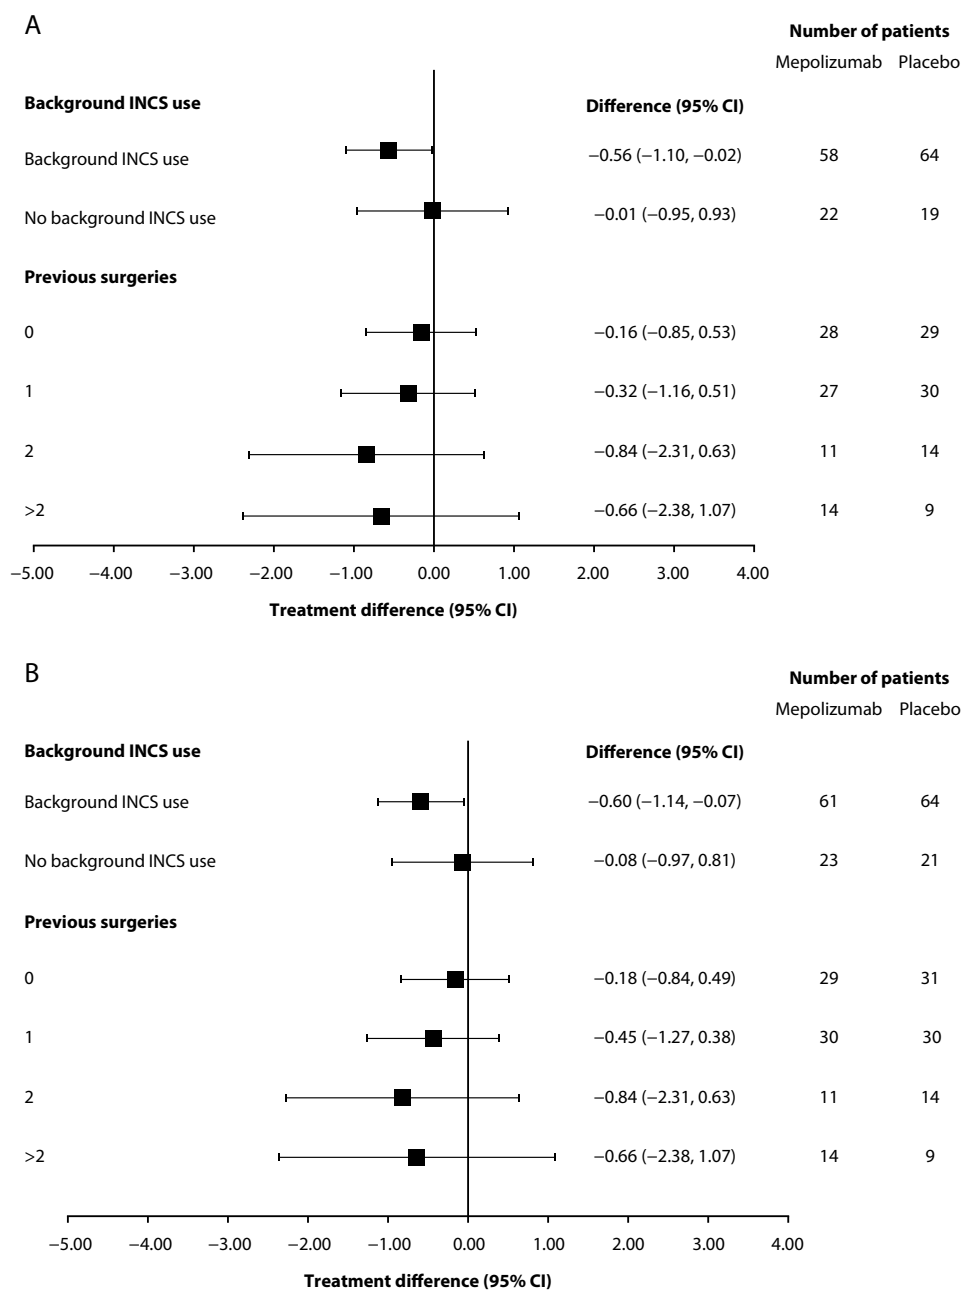 A
Number of patients
Mepolizumab Placebo
Background INCS use Difference (95% CI)
Background INCS use −0.56 (−1.10, −0.02) 58 64
No background INCS use −0.01 (−0.95, 0.93) 22 19
Previous surgeries
0 −0.16 (−0.85, 0.53) 28 29
1 −0.32 (−1.16, 0.51) 27 30
2 −0.84 (−2.31, 0.63) 11 14
>2 −0.66 (−2.38, 1.07) 14 9
−5.00 −4.00 −3.00 −2.00 −1.00 0.00 1.00 2.00 3.00 4.00
Treatment difference (95% CI)
B
Number of patients
Mepolizumab Placebo
Background INCS use Difference (95% CI)
Background INCS use −0.60 (−1.14, −0.07) 61 64
No background INCS use −0.08 (−0.97, 0.81) 23 21
Previous surgeries
0 −0.18 (−0.84, 0.49) 29 31
1 −0.45 (−1.27, 0.38) 30 30
2 −0.84 (−2.31, 0.63) 11 14
>2 −0.66 (−2.38, 1.07) 14 9
−5.00 −4.00 −3.00 −2.00 −1.00 0.00 1.00 2.00 3.00 4.00
Treatment difference (95% CI)